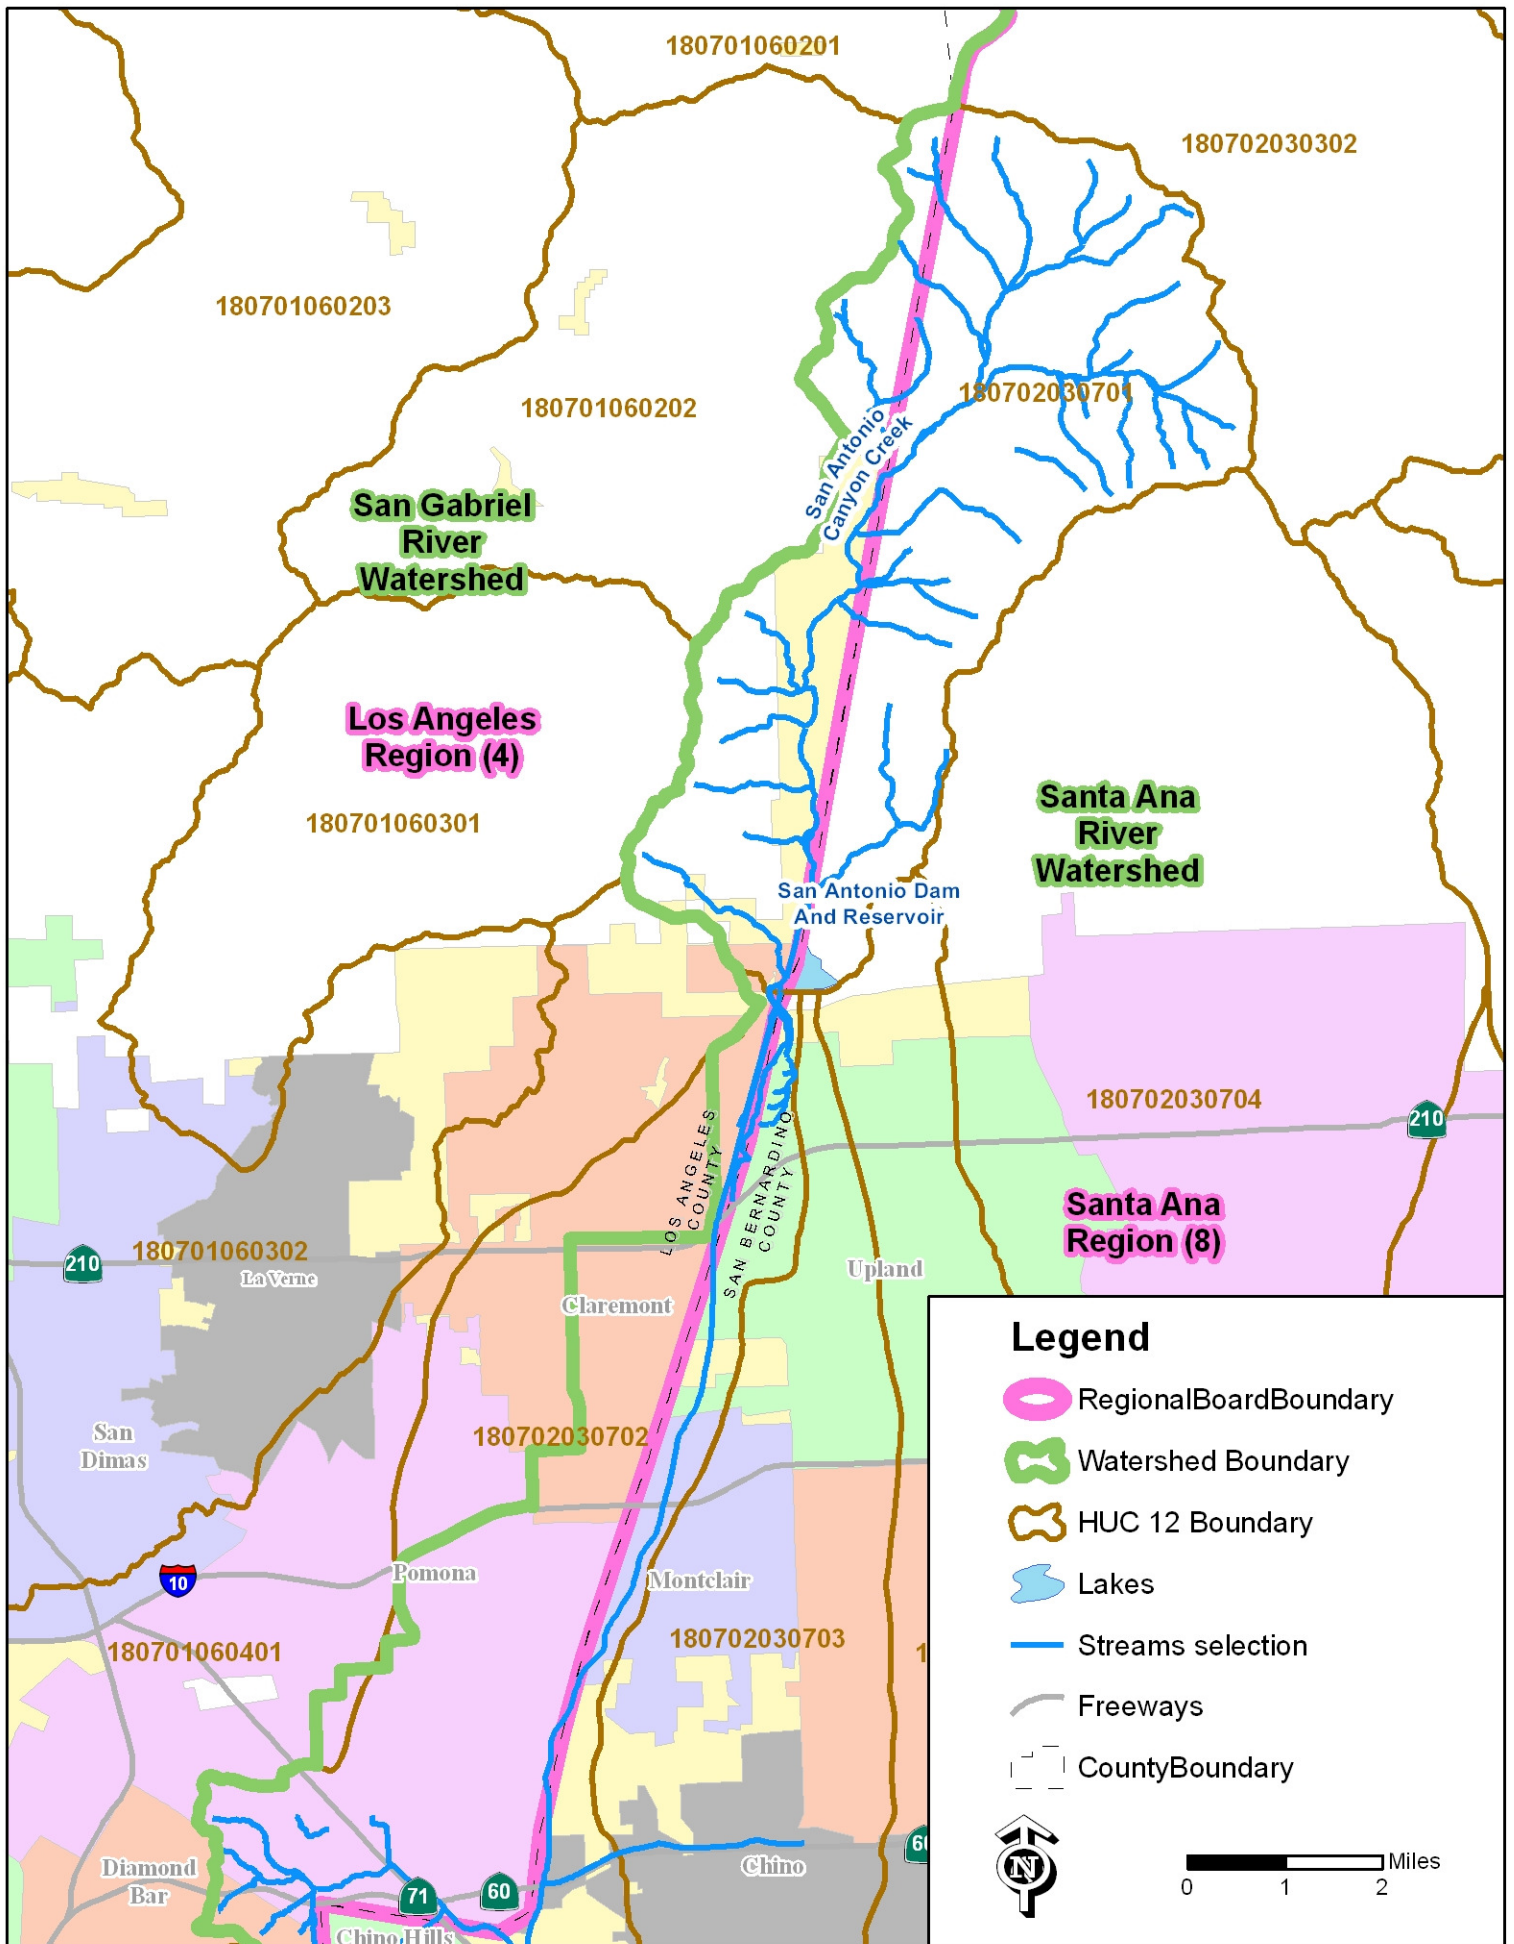 180701060201
180702030302
180701060203
180702030701
180701060202
San Antonio
Canyon Creek
San Gabriel
River
Watershed
Los Angeles
Region (4)
180701060301
Santa Ana
River
Watershed
San Antonio Dam
And Reservoir
180702030704
210
LOS ANGELES
COUNTY
SAN BERNARDINO
COUNTY
Santa Ana
Region (8)
210
180701060302
La Verne
Upland
Claremont
San
Dimas
180702030702
10
Pomona
Montclair
180701060401
180702030703
1
Diamond
Bar
71
60
Chino
60
Chino Hills
Legend
RegionalBoardBoundary
Watershed Boundary
HUC 12 Boundary
Lakes
Streams selection
Freeways
CountyBoundary
N
Miles
0 1 2